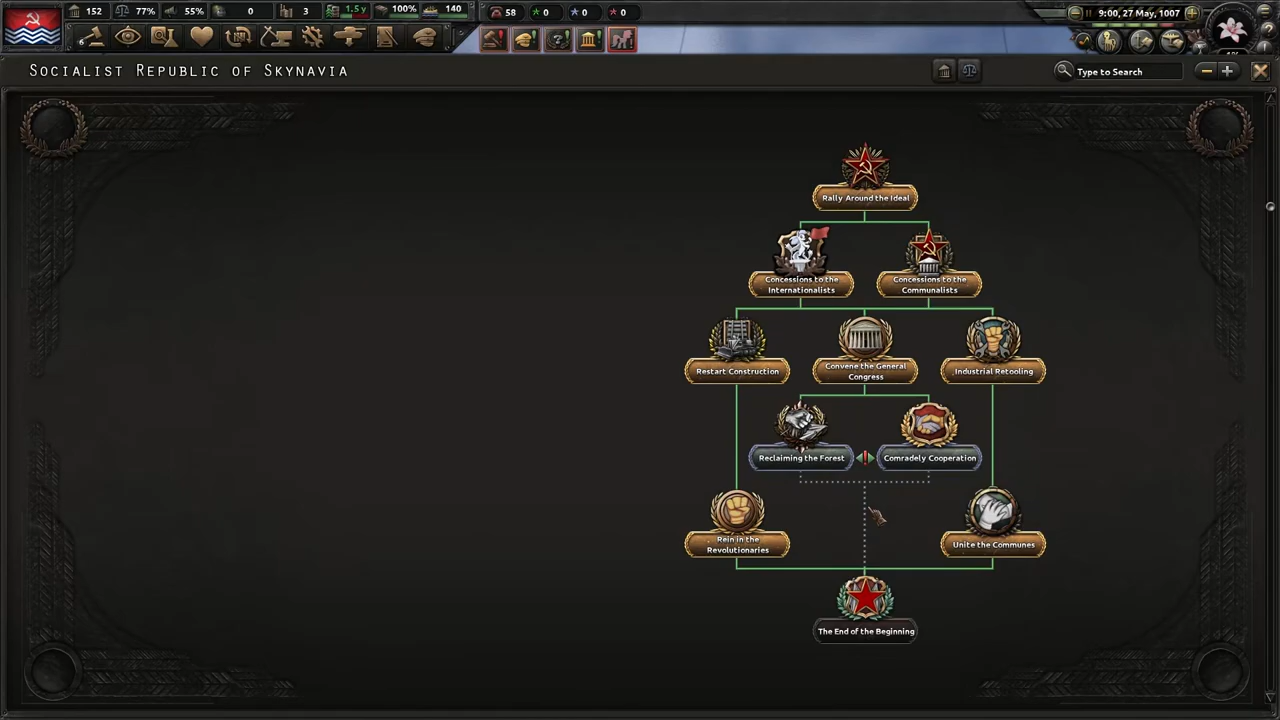 152 77% 55% 0 3 1.5 y 100% 140 58 0 0 0 9:00, 27 May, 1007
6
Socialist Republic of Skynavia
Type to Search
Rally Around the Ideal
Concessions to the
Internationalists
Concessions to the
Communalists
Restart Construction
Convene the General
Congress
Industrial Retooling
Reclaiming the Forest
Comradely Cooperation
Rein in the
Revolutionaries
Unite the Communes
The End of the Beginning